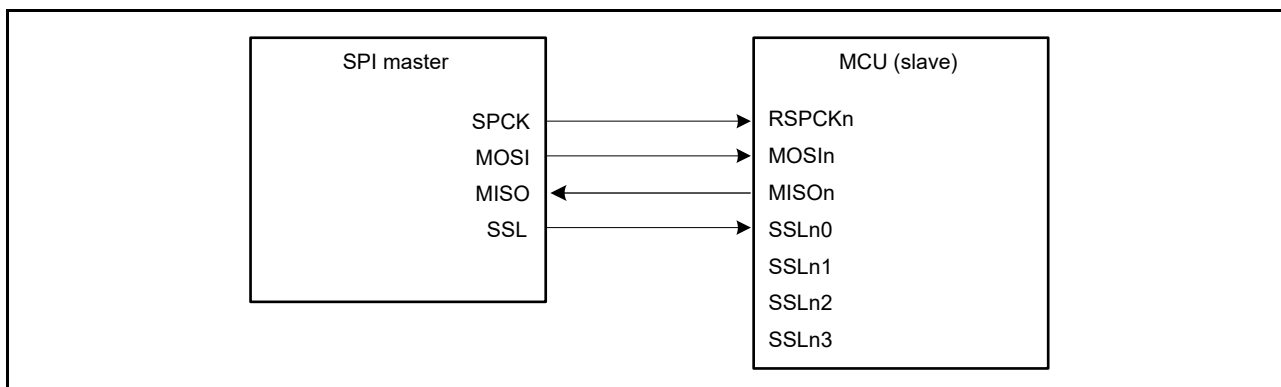 SPI master
SPCK
MOSI
MISO
SSL
MCU (slave)
RSPCKn
MOSIn
MISOn
SSLn0
SSLn1
SSLn2
SSLn3